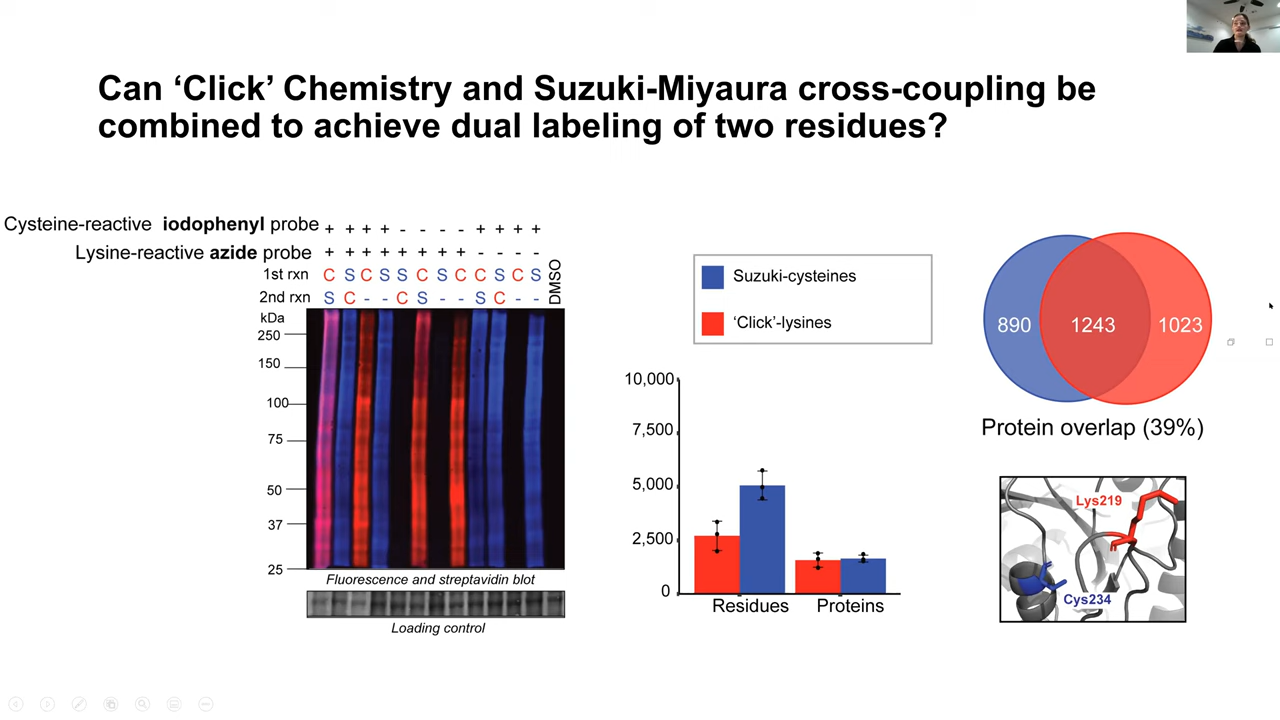 Can ‘Click’ Chemistry and Suzuki-Miyaura cross-coupling be
combined to achieve dual labeling of two residues?
Cysteine-reactive iodophenyl probe + + + + - - - - + + + +
Lysine-reactive azide probe + + + + + + + + - - - -
1st rxn C S C S S C S C C S C S
2nd rxn S C - - C S - - S C - -
DMSO
kDa
250
150
100
75
50
37
25
Fluorescence and streptavidin blot
Loading control
Suzuki-cysteines
‘Click’-lysines
10,000
7,500
5,000
2,500
0
Residues Proteins
890 1243 1023
Protein overlap (39%)
Lys219
Cys234